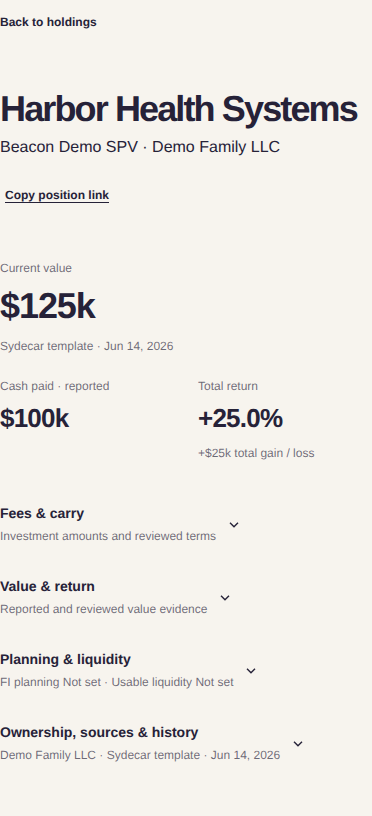 Back to holdings
Harbor Health Systems
Beacon Demo SPV · Demo Family LLC
Copy position link
Current value
$125k
Sydecar template · Jun 14, 2026
Cash paid · reported
$100k
Total return
+25.0%
+$25k total gain / loss
Fees & carry
Investment amounts and reviewed terms
Value & return
Reported and reviewed value evidence
Planning & liquidity
FI planning Not set · Usable liquidity Not set
Ownership, sources & history
Demo Family LLC · Sydecar template · Jun 14, 2026